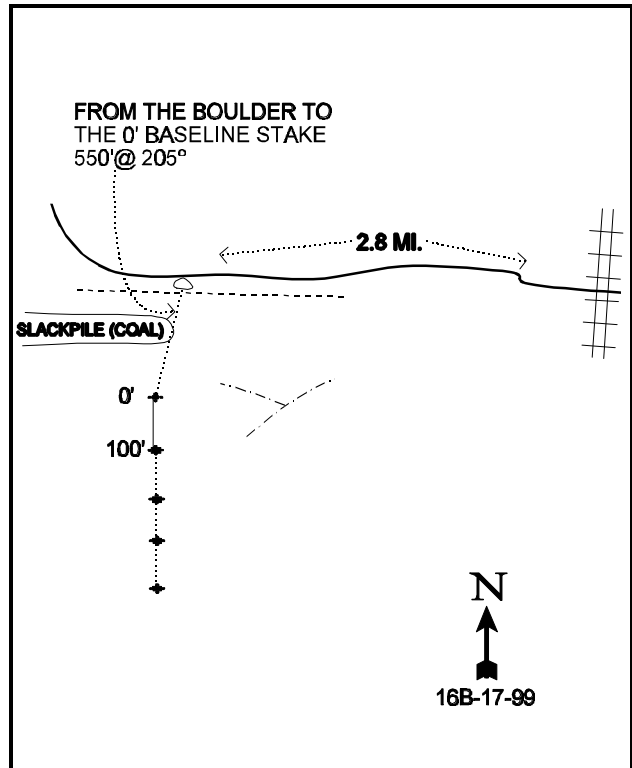 FROM THE BOULDER TO
THE 0' BASELINE STAKE
550'@ 205º
2.8 MI.
SLACKPILE (COAL)
0'
100'
N
16B-17-99